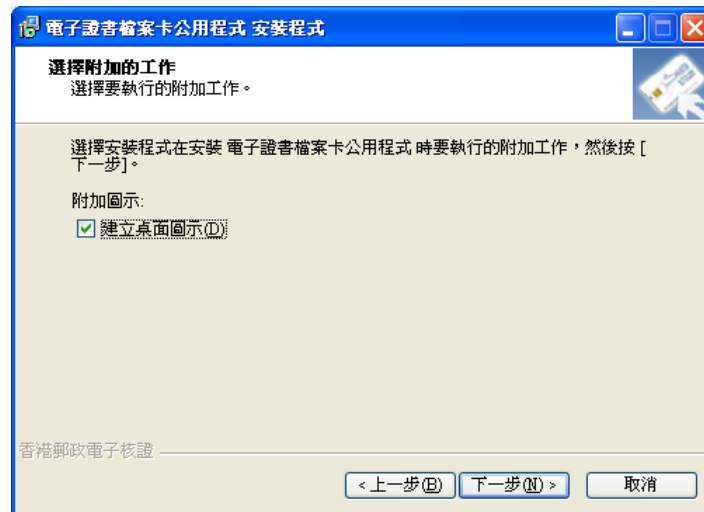 電子證書檔案卡公用程式 安裝程式
選擇附加的工作
選擇要執行的附加工作。
選擇安裝程式在安裝 電子證書檔案卡公用程式 時要執行的附加工作，然後按 [
下一步]。
附加圖示:
建立桌面圖示(D)
香港郵政電子核證
< 上一步(B) 下一步(N) > 取消